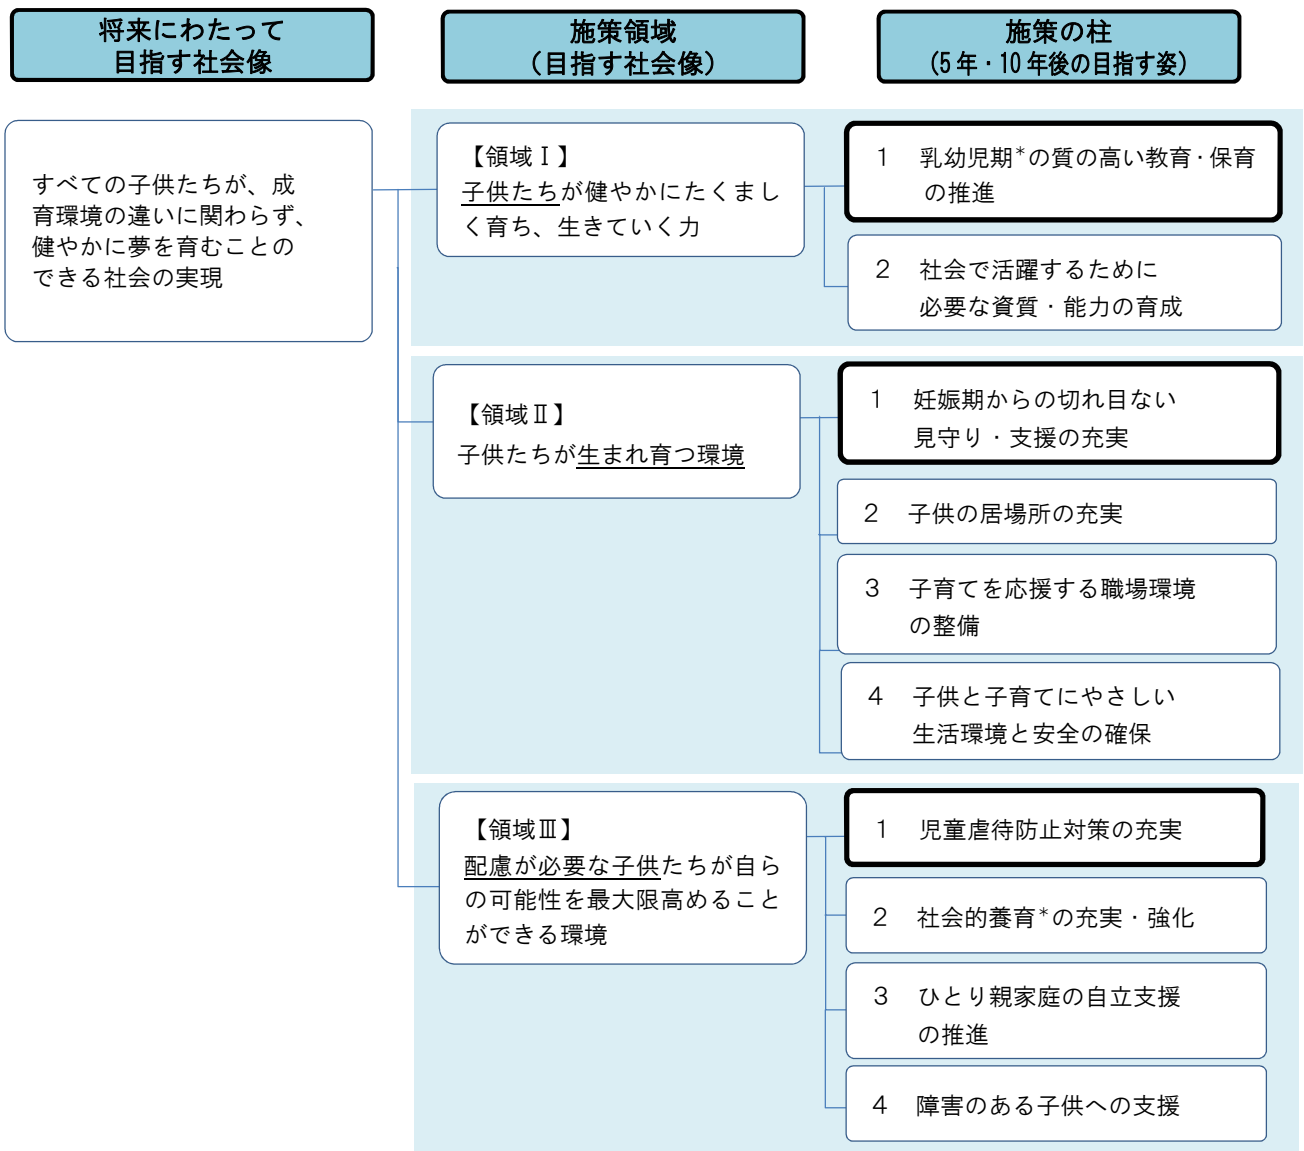 将来にわたって
目指す社会像
施策領域
（目指す社会像）
施策の柱
（5年・10年後の目指す姿）
すべての子供たちが、成
育環境の違いに関わらず、
健やかに夢を育むことの
できる社会の実現
【領域Ⅰ】
子供たちが健やかにたくまし
く育ち、生きていく力
1　乳幼児期*の質の高い教育・保育
の推進
2　社会で活躍するために
必要な資質・能力の育成
【領域Ⅱ】
子供たちが生まれ育つ環境
1　妊娠期からの切れ目ない
見守り・支援の充実
2　子供の居場所の充実
3　子育てを応援する職場環境
の整備
4　子供と子育てにやさしい
生活環境と安全の確保
【領域Ⅲ】
配慮が必要な子供たちが自ら
の可能性を最大限高めること
ができる環境
1　児童虐待防止対策の充実
2　社会的養育*の充実・強化
3　ひとり親家庭の自立支援
の推進
4　障害のある子供への支援